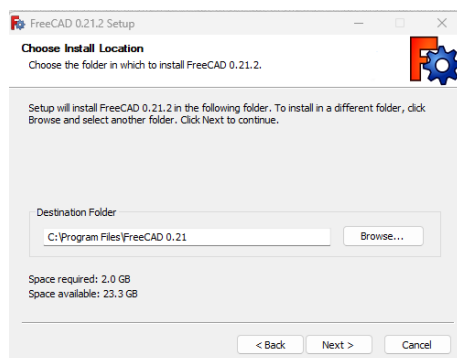 FreeCAD 0.21.2 Setup
Choose Install Location
Choose the folder in which to install FreeCAD 0.21.2.
Setup will install FreeCAD 0.21.2 in the following folder. To install in a different folder, click
Browse and select another folder. Click Next to continue.
Destination Folder
C:\Program Files\FreeCAD 0.21
Browse...
Space required: 2.0 GB
Space available: 23.3 GB
< Back
Next >
Cancel